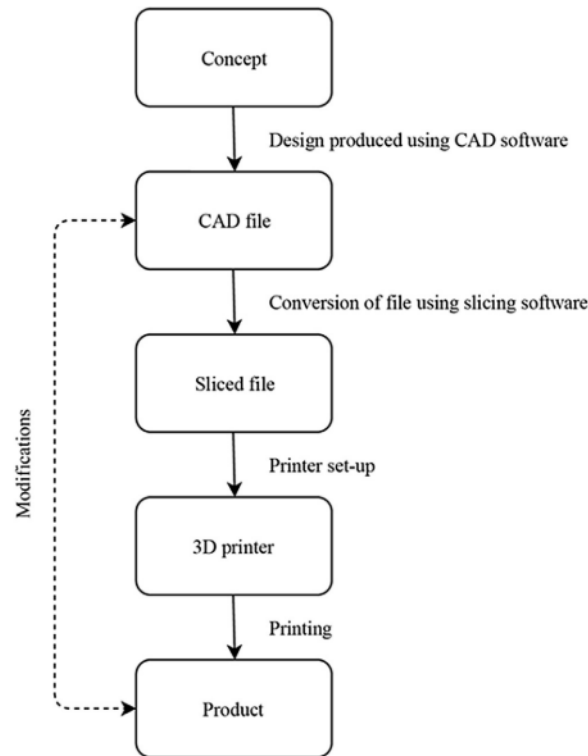 Concept
Design produced using CAD software
CAD file
Conversion of file using slicing software
Sliced file
Modifications
Printer set-up
3D printer
Printing
Product